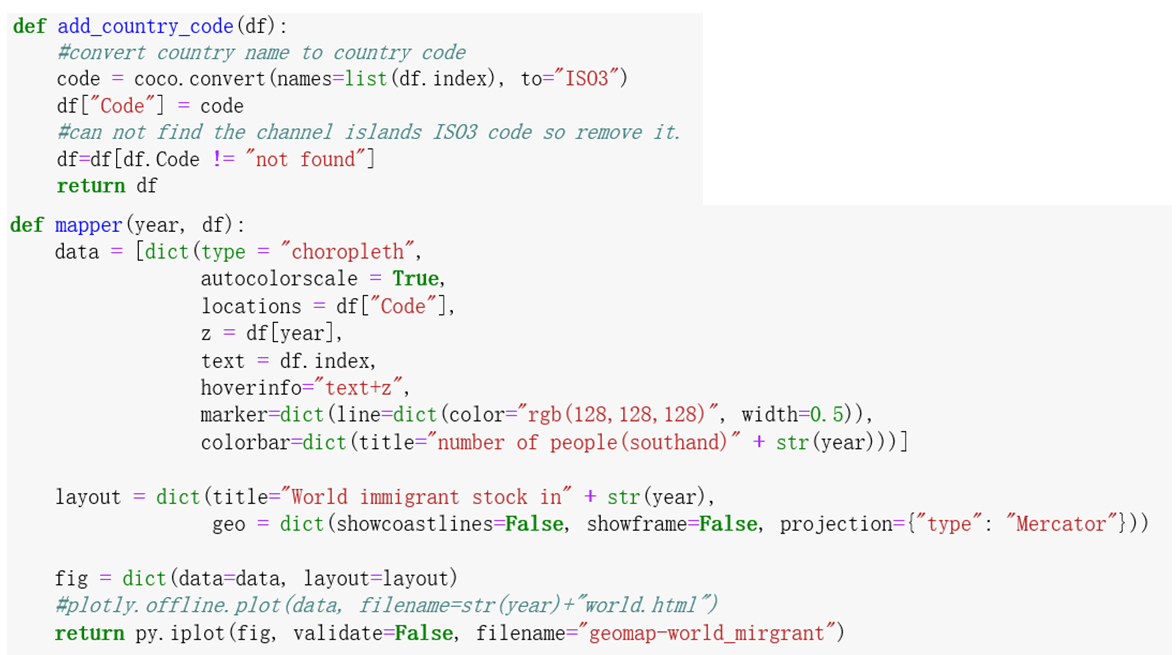 def add_country_code(df):
    #convert country name to country code
    code = coco.convert(names=list(df.index), to="ISO3")
    df["Code"] = code
    #can not find the channel islands ISO3 code so remove it.
    df=df[df.Code != "not found"]
    return df
def mapper(year, df):
    data = [dict(type = "choropleth",
                 autocolorscale = True,
                 locations = df["Code"],
                 z = df[year],
                 text = df.index,
                 hoverinfo="text+z",
                 marker=dict(line=dict(color="rgb(128,128,128)", width=0.5)),
                 colorbar=dict(title="number of people(southand)" + str(year)))]
    layout = dict(title="World immigrant stock in" + str(year),
                  geo = dict(showcoastlines=False, showframe=False, projection={"type": "Mercator"}))
    fig = dict(data=data, layout=layout)
    #plotly.offline.plot(data, filename=str(year)+"world.html")
    return py.iplot(fig, validate=False, filename="geomap-world_mirgrant")